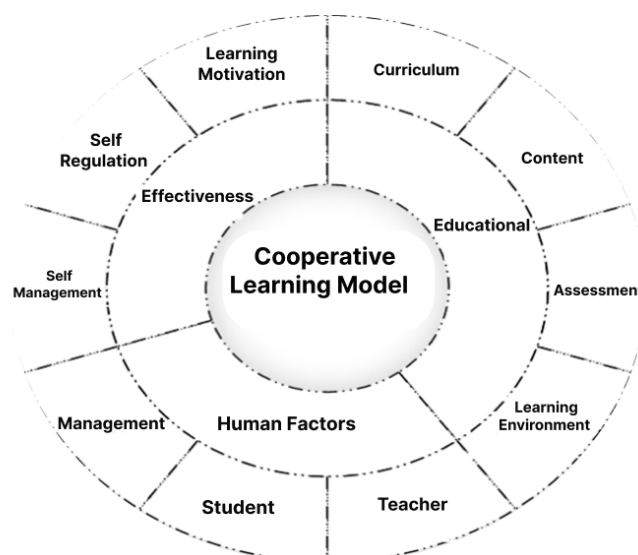 Learning
Motivation
Curriculum
Self
Regulation
Content
Effectiveness
Educational
Cooperative
Learning Model
Self
Management
Assessment
Management
Human Factors
Learning
Environment
Student
Teacher